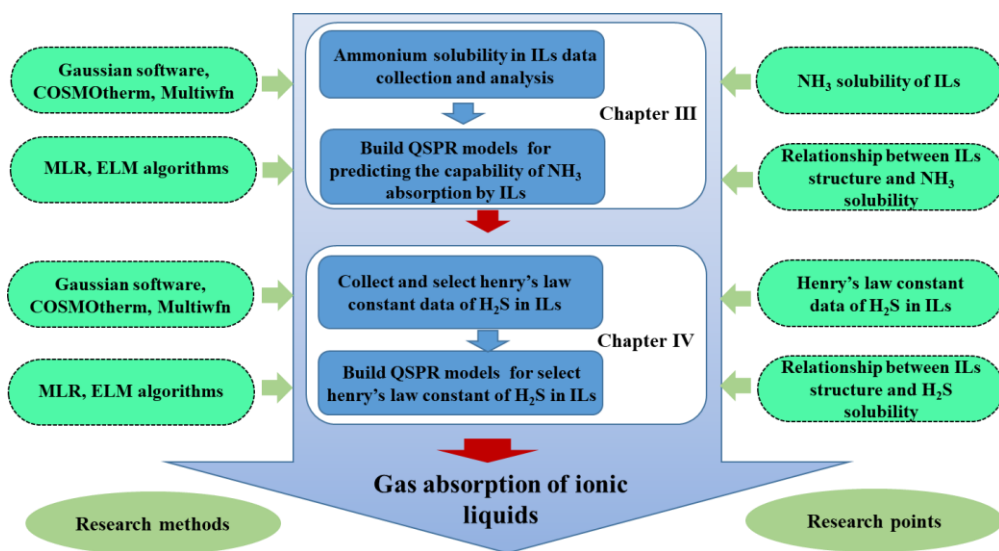 Gaussian software,
COSMOtherm, Multiwfn
MLR, ELM algorithms
Ammonium solubility in ILs data
collection and analysis
Chapter III
Build QSPR models for
predicting the capability of NH₃
absorption by ILs
NH₃ solubility of ILs
Relationship between ILs
structure and NH₃
solubility
Gaussian software,
COSMOtherm, Multiwfn
MLR, ELM algorithms
Collect and select henry's law
constant data of H₂S in ILs
Chapter IV
Build QSPR models for select
henry's law constant of H₂S in ILs
Henry's law constant
data of H₂S in ILs
Relationship between ILs
structure and H₂S
solubility
Gas absorption of ionic
liquids
Research methods
Research points